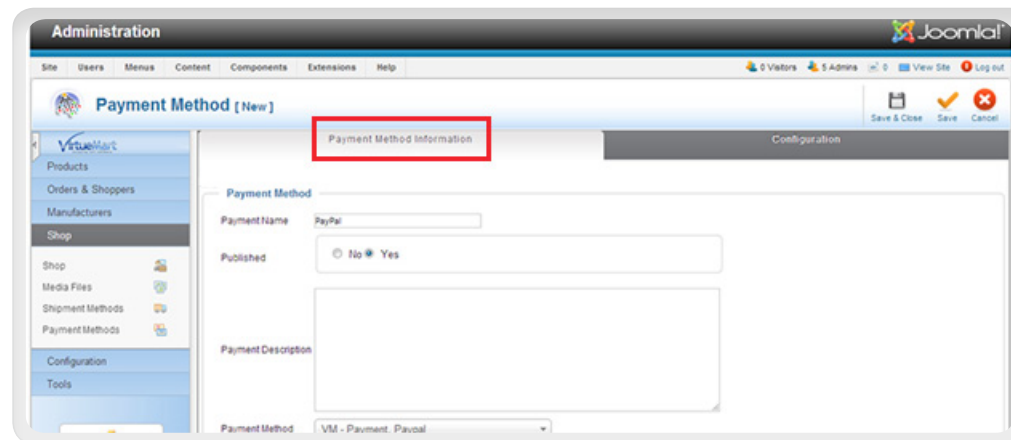 Administration
Joomla!
Site Users Menus Content Components Extensions Help 0 Visitors 5 Admins 0 View Site Log out
Payment Method [ New ]
Save & Close Save Cancel
VirtueMart
Payment Method Information Configuration
Products
Orders & Shoppers
Manufacturers
Shop
Shop
Media Files
Shipment Methods
Payment Methods
Configuration
Tools
Payment Method
Payment Name PayPal
Published No Yes
Payment Description
Payment Method VM - Payment, Paypal